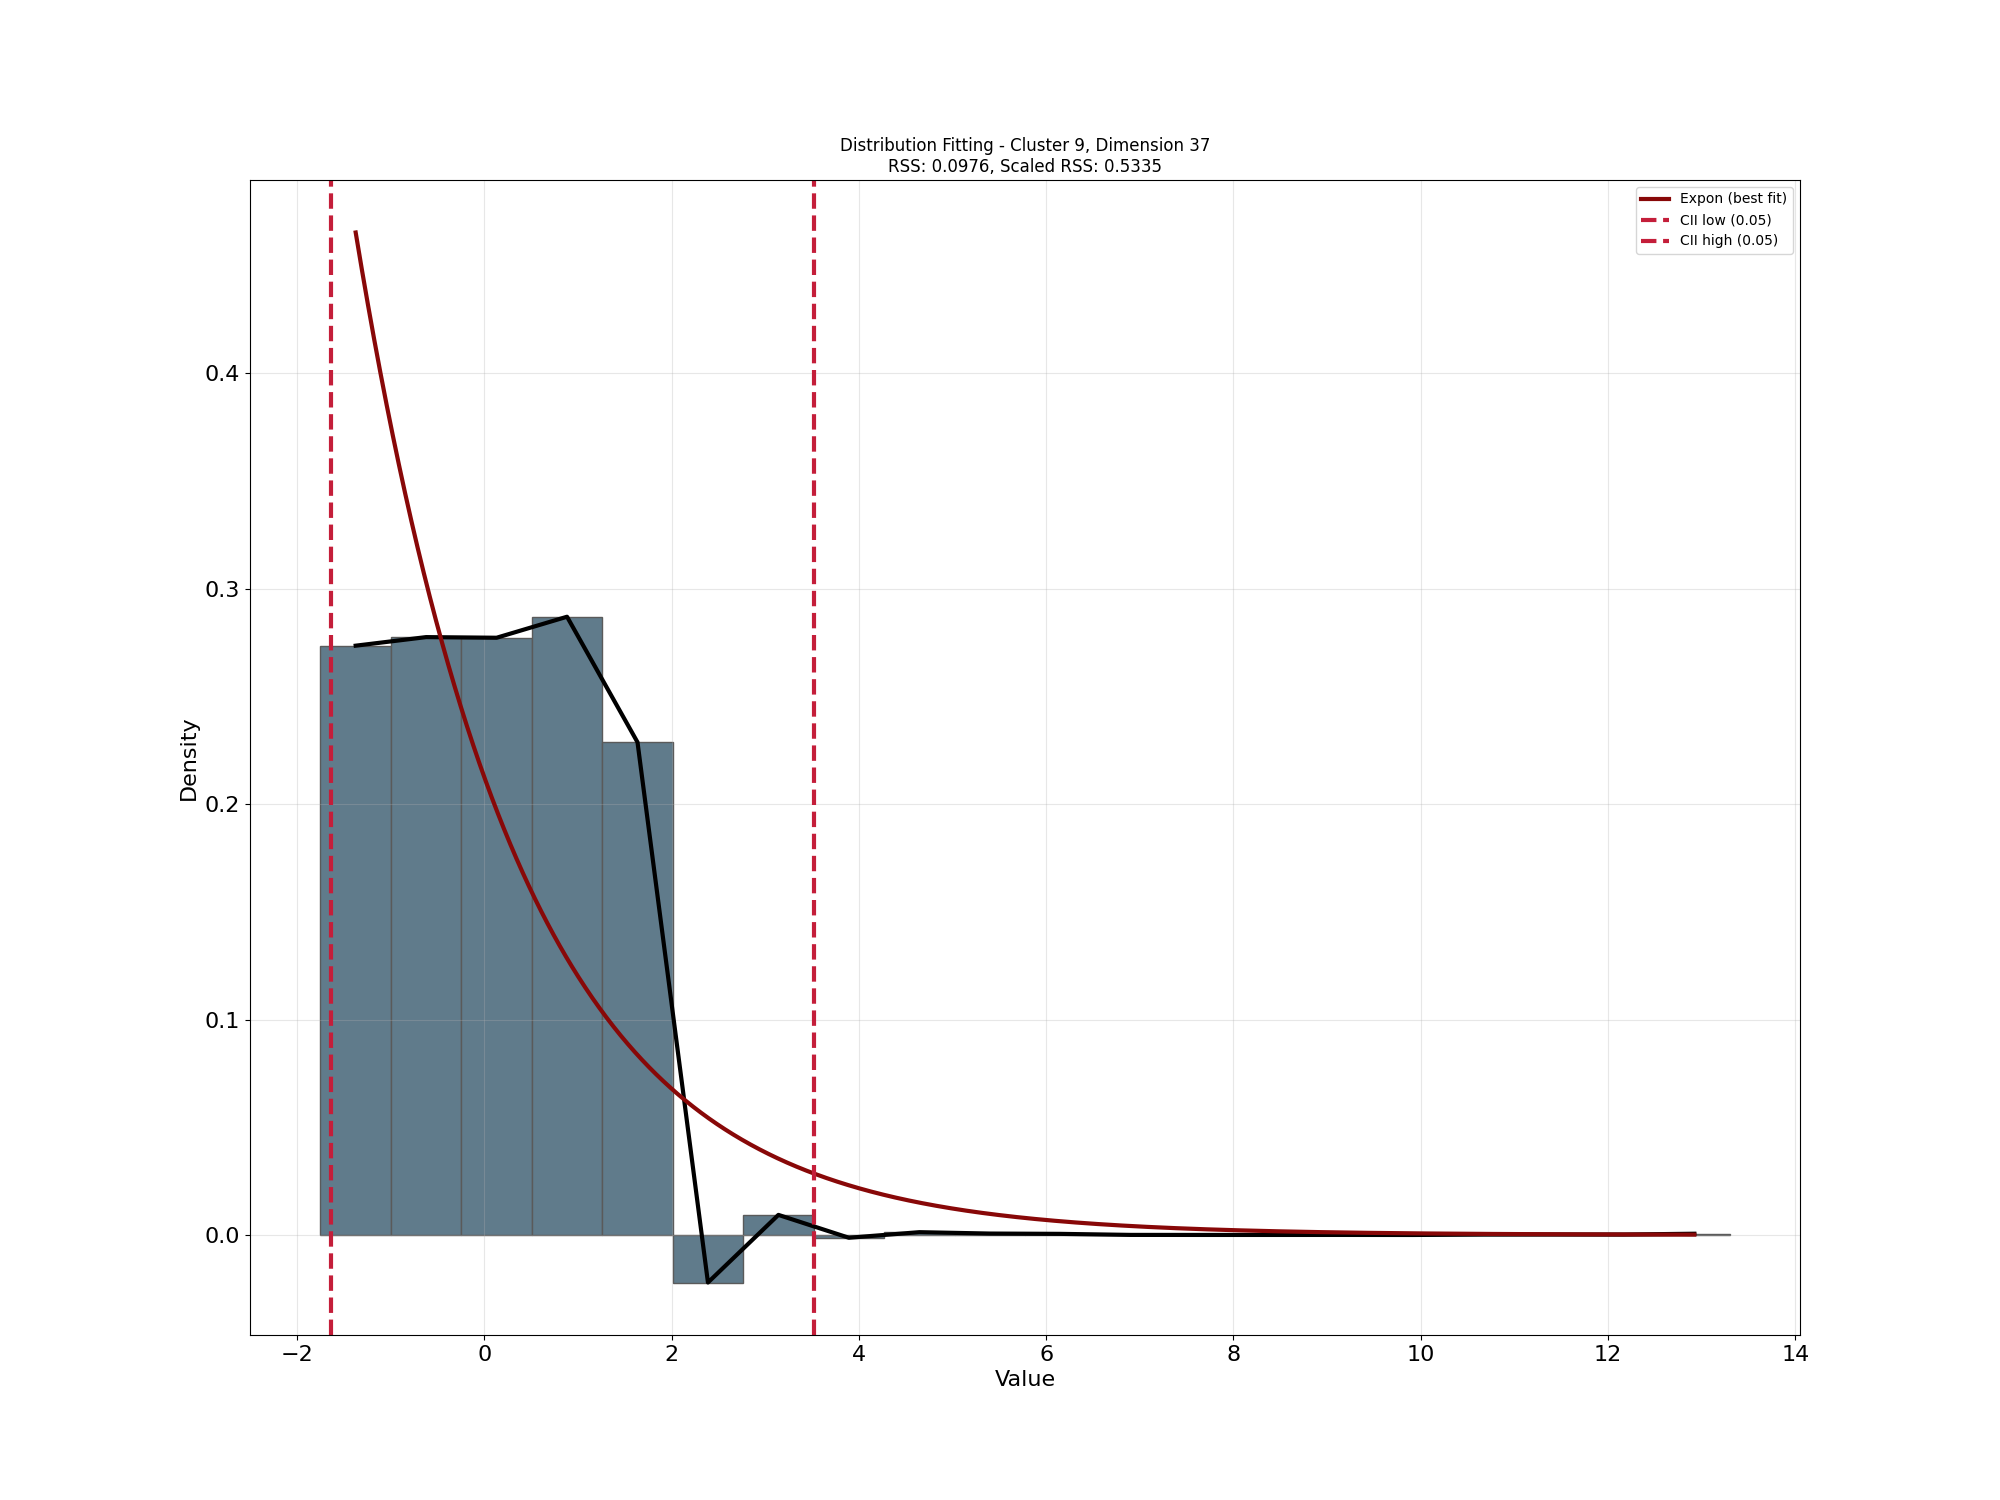 Distribution Fitting - Cluster 9, Dimension 37
RSS: 0.0976, Scaled RSS: 0.5335
Expon (best fit)
CII low (0.05)
CII high (0.05)
Density
0.4
0.3
0.2
0.1
0.0
−2 0 2 4 6 8 10 12 14
Value